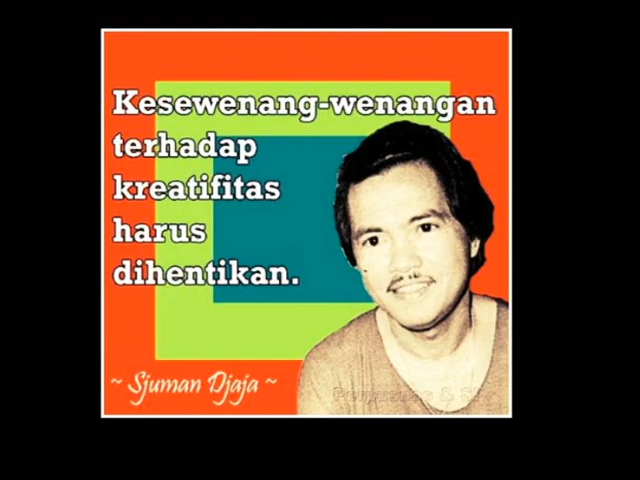 Kesewenang-wenangan
terhadap
kreatifitas
harus
dihentikan.
~ Sjuman Djaja ~